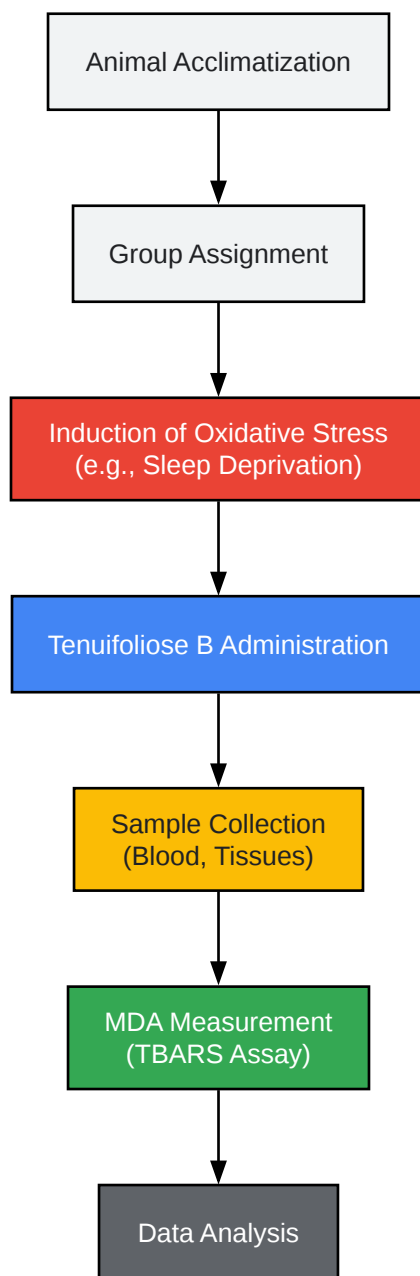 Animal Acclimatization
Group Assignment
Induction of Oxidative Stress
(e.g., Sleep Deprivation)
Tenuifoliose B Administration
Sample Collection
(Blood, Tissues)
MDA Measurement
(TBARS Assay)
Data Analysis